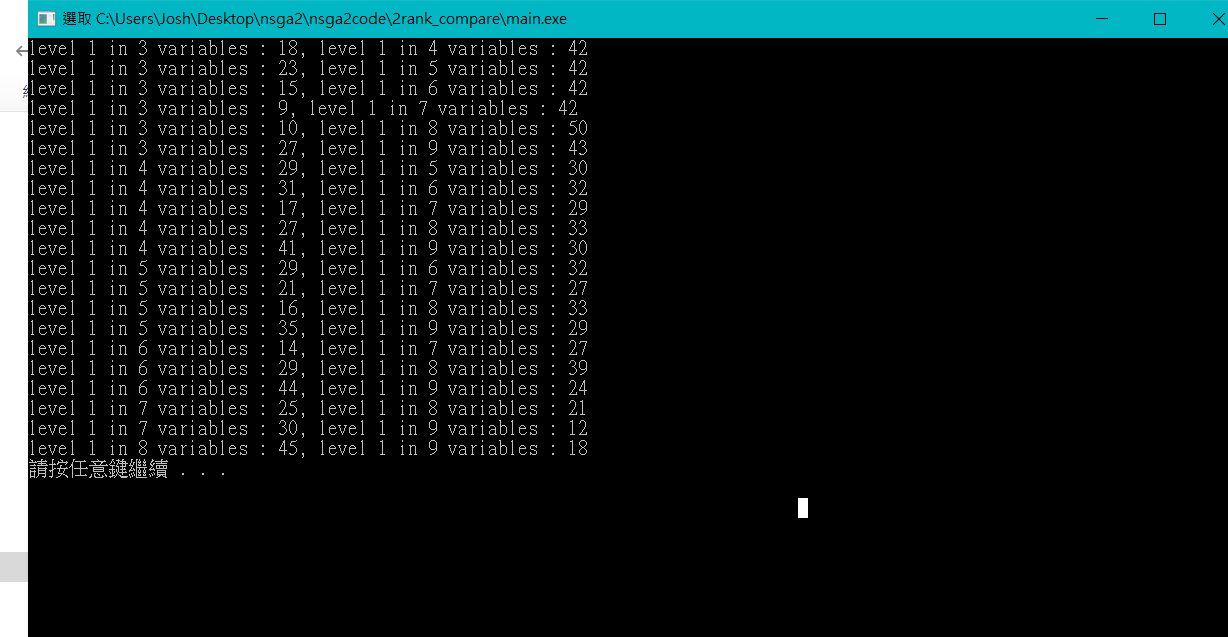 選取 C:\Users\Josh\Desktop\nsga2\nsga2code\2rank_compare\main.exe
level 1 in 3 variables : 18, level 1 in 4 variables : 42
level 1 in 3 variables : 23, level 1 in 5 variables : 42
level 1 in 3 variables : 15, level 1 in 6 variables : 42
level 1 in 3 variables : 9, level 1 in 7 variables : 42
level 1 in 3 variables : 10, level 1 in 8 variables : 50
level 1 in 3 variables : 27, level 1 in 9 variables : 43
level 1 in 4 variables : 29, level 1 in 5 variables : 30
level 1 in 4 variables : 31, level 1 in 6 variables : 32
level 1 in 4 variables : 17, level 1 in 7 variables : 29
level 1 in 4 variables : 27, level 1 in 8 variables : 33
level 1 in 4 variables : 41, level 1 in 9 variables : 30
level 1 in 5 variables : 29, level 1 in 6 variables : 32
level 1 in 5 variables : 21, level 1 in 7 variables : 27
level 1 in 5 variables : 16, level 1 in 8 variables : 33
level 1 in 5 variables : 35, level 1 in 9 variables : 29
level 1 in 6 variables : 14, level 1 in 7 variables : 27
level 1 in 6 variables : 29, level 1 in 8 variables : 39
level 1 in 6 variables : 44, level 1 in 9 variables : 24
level 1 in 7 variables : 25, level 1 in 8 variables : 21
level 1 in 7 variables : 30, level 1 in 9 variables : 12
level 1 in 8 variables : 45, level 1 in 9 variables : 18
請按任意鍵繼續 . . .